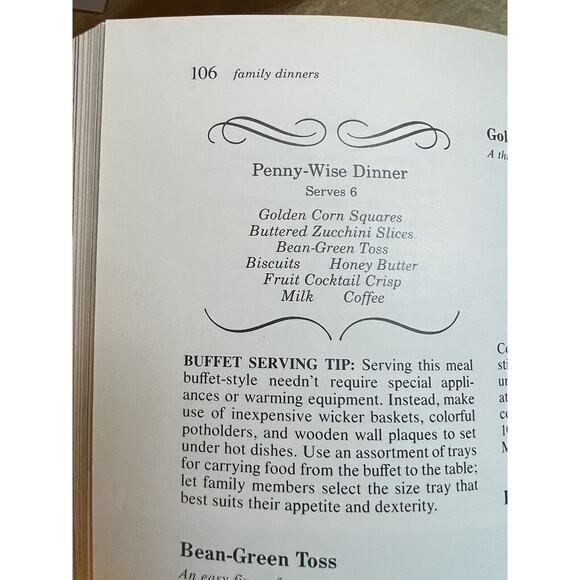 106 family dinners
Penny-Wise Dinner
Serves 6
Golden Corn Squares
Buttered Zucchini Slices
Bean-Green Toss
Biscuits Honey Butter
Fruit Cocktail Crisp
Milk Coffee
BUFFET SERVING TIP: Serving this meal
buffet-style needn't require special appli-
ances or warming equipment. Instead, make
use of inexpensive wicker baskets, colorful
potholders, and wooden wall plaques to set
under hot dishes. Use an assortment of trays
for carrying food from the buffet to the table;
let family members select the size tray that
best suits their appetite and dexterity.
Bean-Green Toss
An easy
Gol
A thi